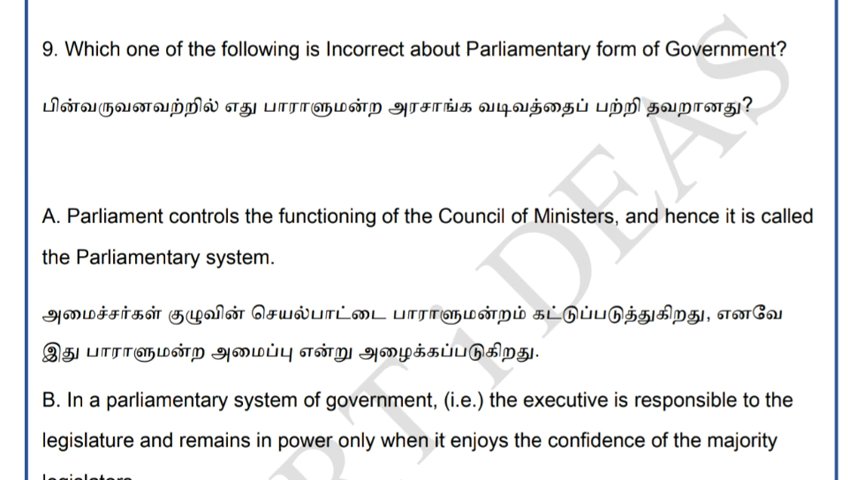 9. Which one of the following is Incorrect about Parliamentary form of Government?
பின்வருவனவற்றில் எது பாராளுமன்ற அரசாங்க வடிவத்தைப் பற்றி தவறானது?
A. Parliament controls the functioning of the Council of Ministers, and hence it is called
the Parliamentary system.
அமைச்சர்கள் குழுவின் செயல்பாட்டை பாராளுமன்றம் கட்டுப்படுத்துகிறது, எனவே
இது பாராளுமன்ற அமைப்பு என்று அழைக்கப்படுகிறது.
B. In a parliamentary system of government, (i.e.) the executive is responsible to the
legislature and remains in power only when it enjoys the confidence of the majority